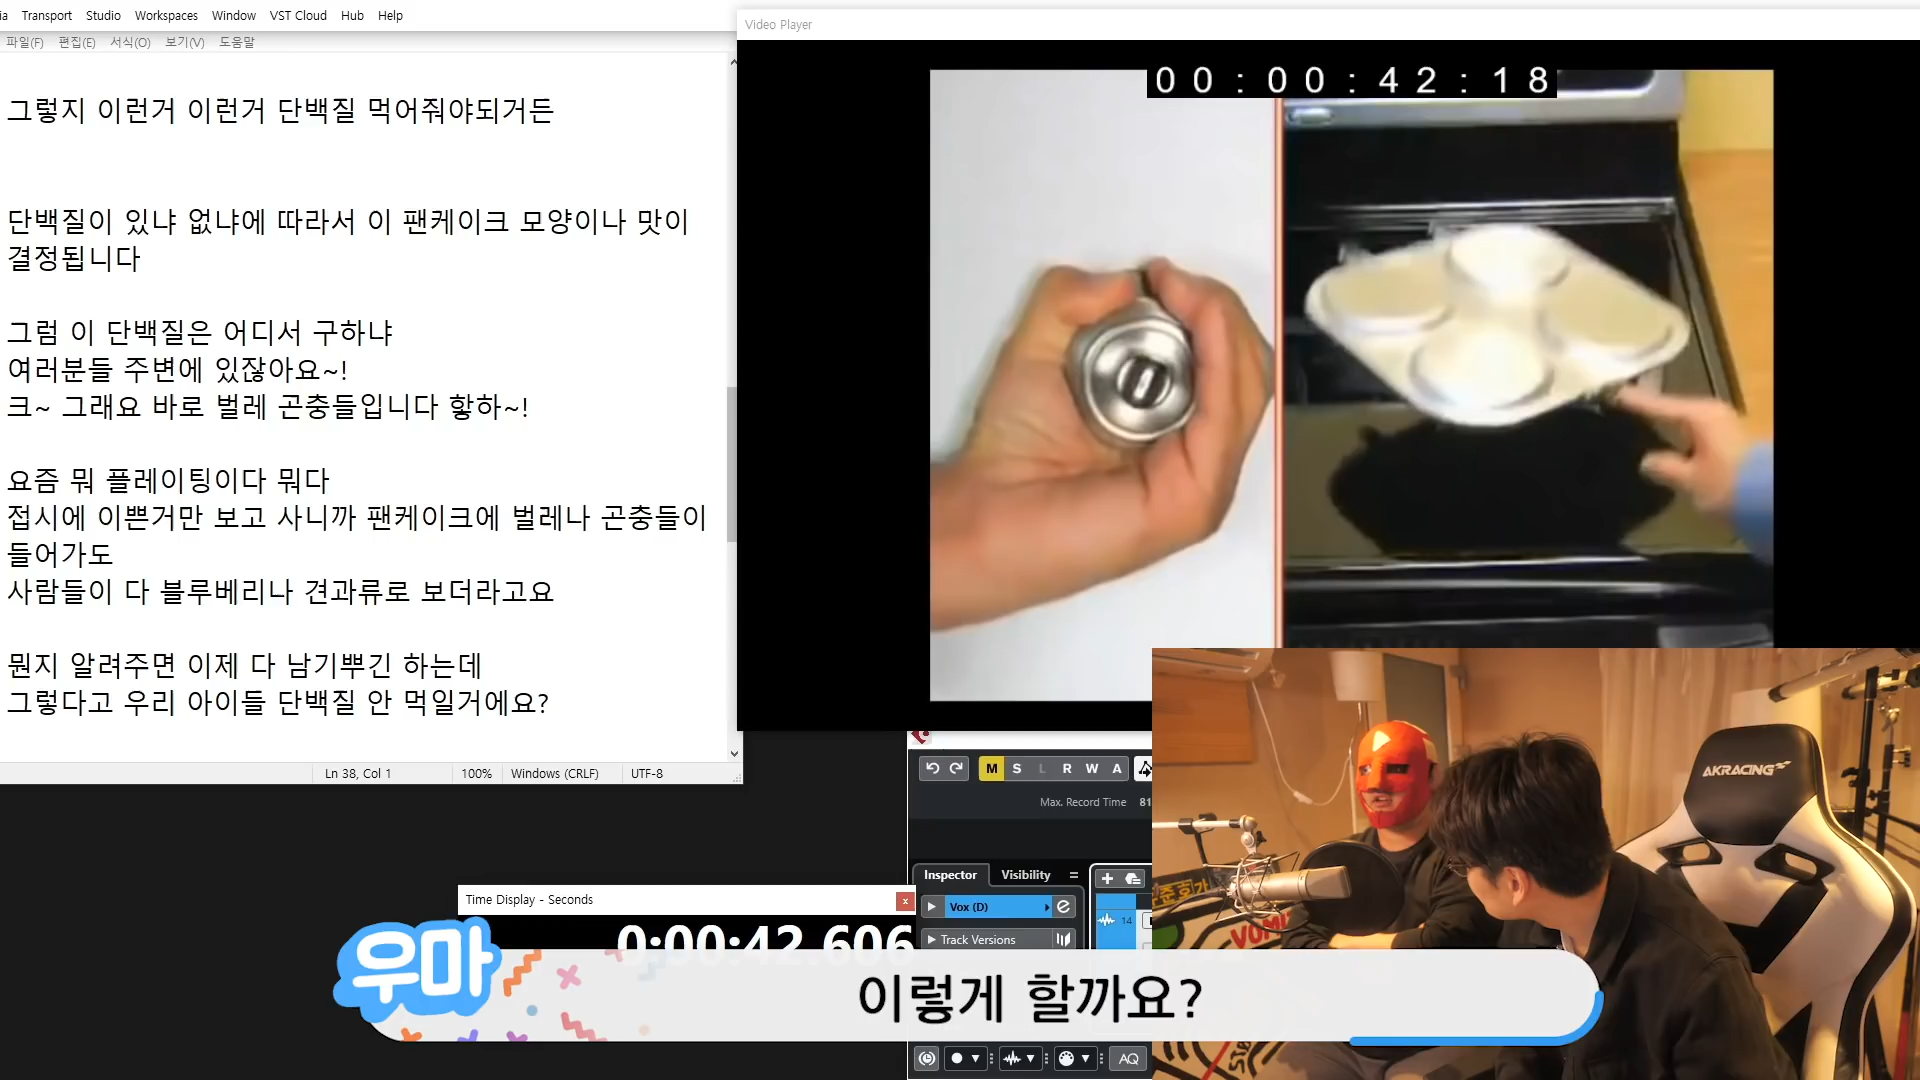 Transport Studio Workspaces Window VST Cloud Hub Help
파일(F) 편집(E) 서식(O) 보기(V) 도움말
그렇지 이런거 이런거 단백질 먹어줘야되거든
단백질이 있냐 없냐에 따라서 이 팬케이크 모양이나 맛이
결정됩니다
그럼 이 단백질은 어디서 구하냐
여러분들 주변에 있잖아요~!
크~ 그래요 바로 벌레 곤충들입니다 핳하~!
요즘 뭐 플레이팅이다 뭐다
접시에 이쁜거만 보고 사니까 팬케이크에 벌레나 곤충들이
들어가도
사람들이 다 블루베리나 견과류로 보더라고요
뭔지 알려주면 이제 다 남기뿌긴 하는데
그렇다고 우리 아이들 단백질 안 먹일거에요?
Ln 38, Col 1 100% Windows (CRLF) UTF-8
Video Player
00:00:42:18
M S L R W A
Max. Record Time 81
Inspector Visibility
Vox (D)
14
Track Versions
Time Display - Seconds
x
0:00:42.606
AKRACING
우마
이렇게 할까요?
AQ